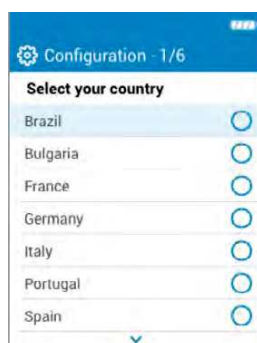 Configuration - 1/6
Select your country
Brazil
Bulgaria
France
Germany
Italy
Portugal
Spain